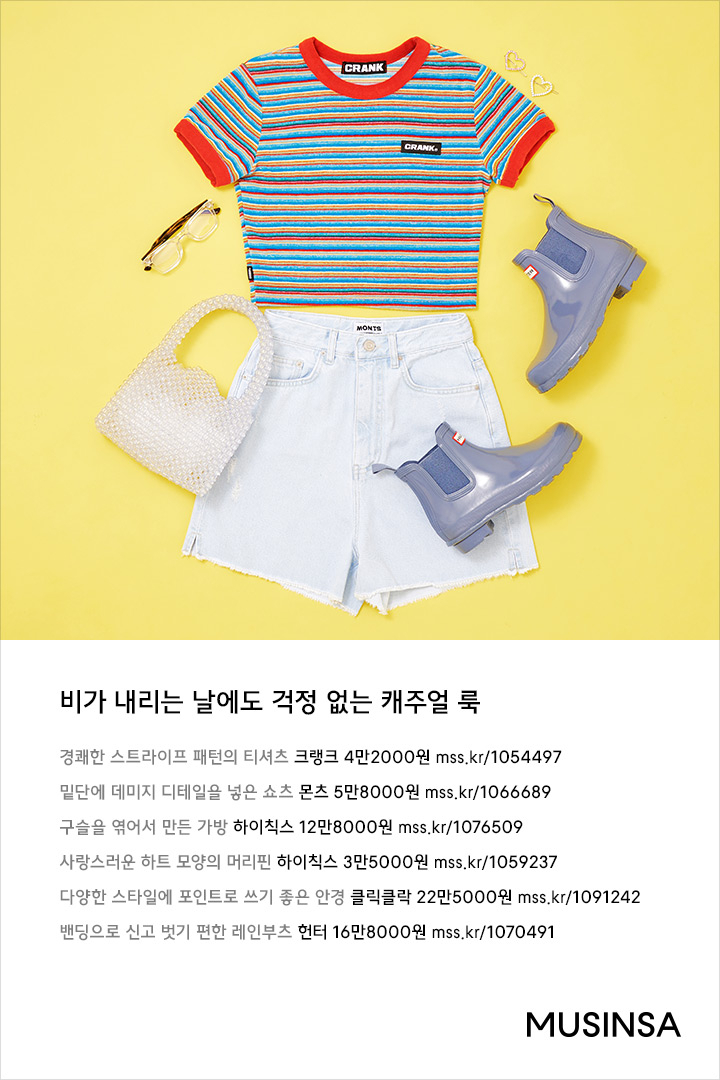 CRANK
CRANK
MONTS
비가 내리는 날에도 걱정 없는 캐주얼 룩
경쾌한 스트라이프 패턴의 티셔츠 크랭크 4만2000원 mss.kr/1054497
밑단에 데미지 디테일을 넣은 쇼츠 몬츠 5만8000원 mss.kr/1066689
구슬을 엮어서 만든 가방 하이칙스 12만8000원 mss.kr/1076509
사랑스러운 하트 모양의 머리핀 하이칙스 3만5000원 mss.kr/1059237
다양한 스타일에 포인트로 쓰기 좋은 안경 클릭클락 22만5000원 mss.kr/1091242
밴딩으로 신고 벗기 편한 레인부츠 헌터 16만8000원 mss.kr/1070491
MUSINSA